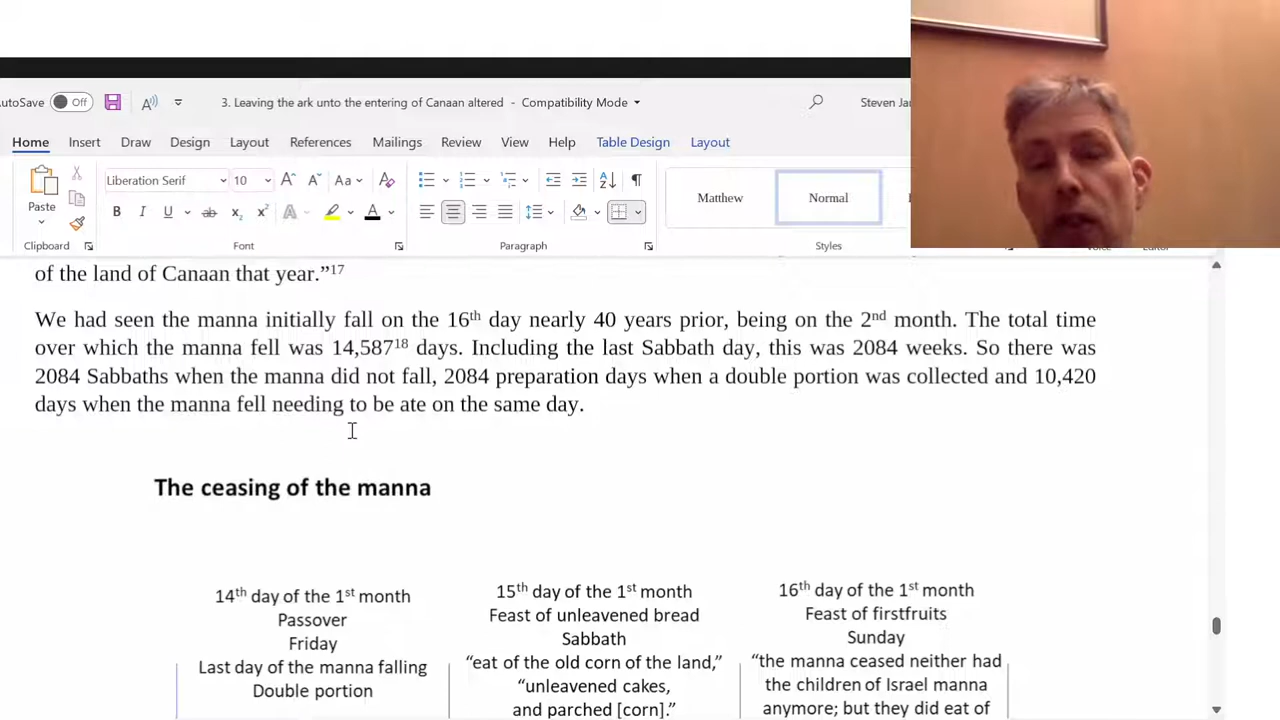 AutoSave Off 3. Leaving the ark unto the entering of Canaan altered - Compatibility Mode Steven
Home Insert Draw Design Layout References Mailings Review View Help Table Design Layout
Paste Liberation Serif 10 Aa Matthew Normal
Clipboard Font Paragraph Styles
of the land of Canaan that year.”17
We had seen the manna initially fall on the 16th day nearly 40 years prior, being on the 2nd month. The total time
over which the manna fell was 14,58718 days. Including the last Sabbath day, this was 2084 weeks. So there was
2084 Sabbaths when the manna did not fall, 2084 preparation days when a double portion was collected and 10,420
days when the manna fell needing to be ate on the same day.
The ceasing of the manna
14th day of the 1st month
Passover
Friday
Last day of the manna falling
Double portion
15th day of the 1st month
Feast of unleavened bread
Sabbath
“eat of the old corn of the land,”
“unleavened cakes,
and parched [corn].”
16th day of the 1st month
Feast of firstfruits
Sunday
“the manna ceased neither had
the children of Israel manna
anymore; but they did eat of